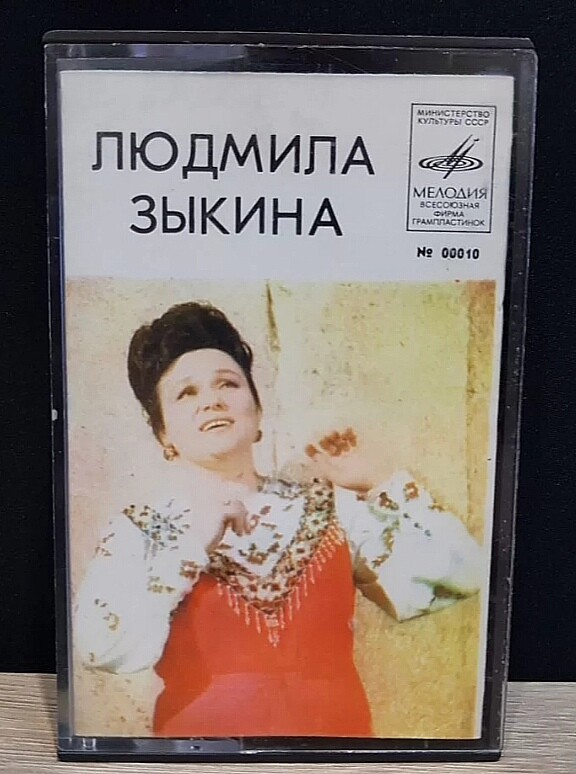 ЛЮДМИЛА
ЗЫКИНА
МИНИСТЕРСТВО
КУЛЬТУРЫ СССР
МЕЛОДИЯ
ВСЕСОЮЗНАЯ
ФИРМА
ГРАМПЛАСТИНОК
№ 00010